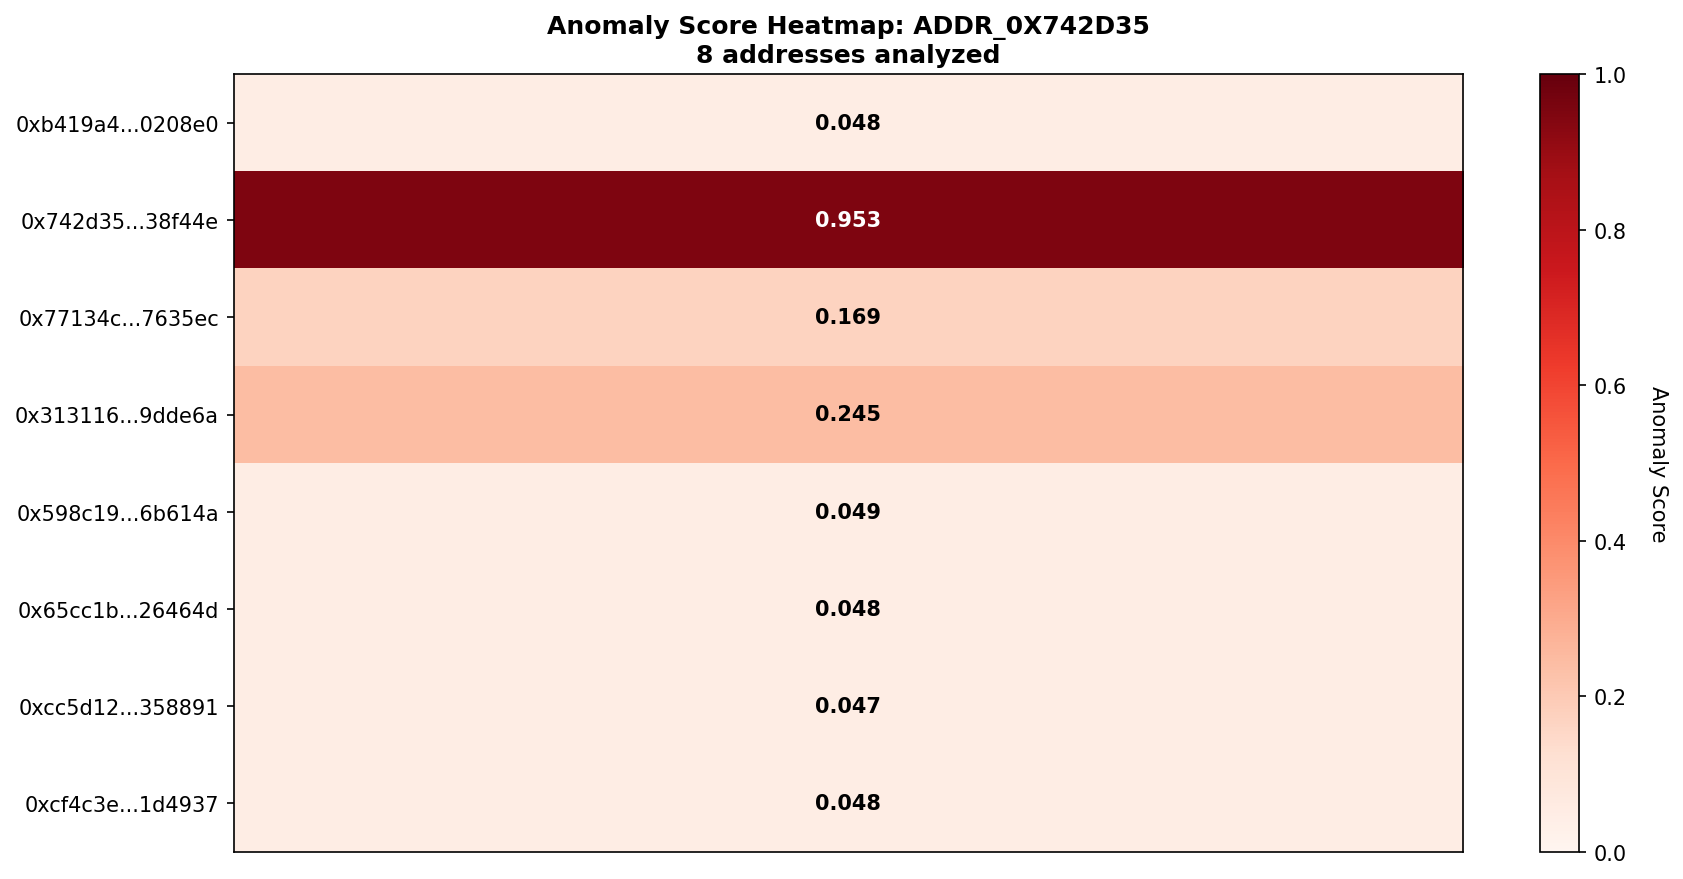 Anomaly Score Heatmap: ADDR_0X742D35
8 addresses analyzed
0xb419a4...0208e0
0.048
0x742d35...38f44e
0.953
0x77134c...7635ec
0.169
0x313116...9dde6a
0.245
0x598c19...6b614a
0.049
0x65cc1b...26464d
0.048
0xcc5d12...358891
0.047
0xcf4c3e...1d4937
0.048
1.0
0.8
0.6
0.4
0.2
0.0
Anomaly Score